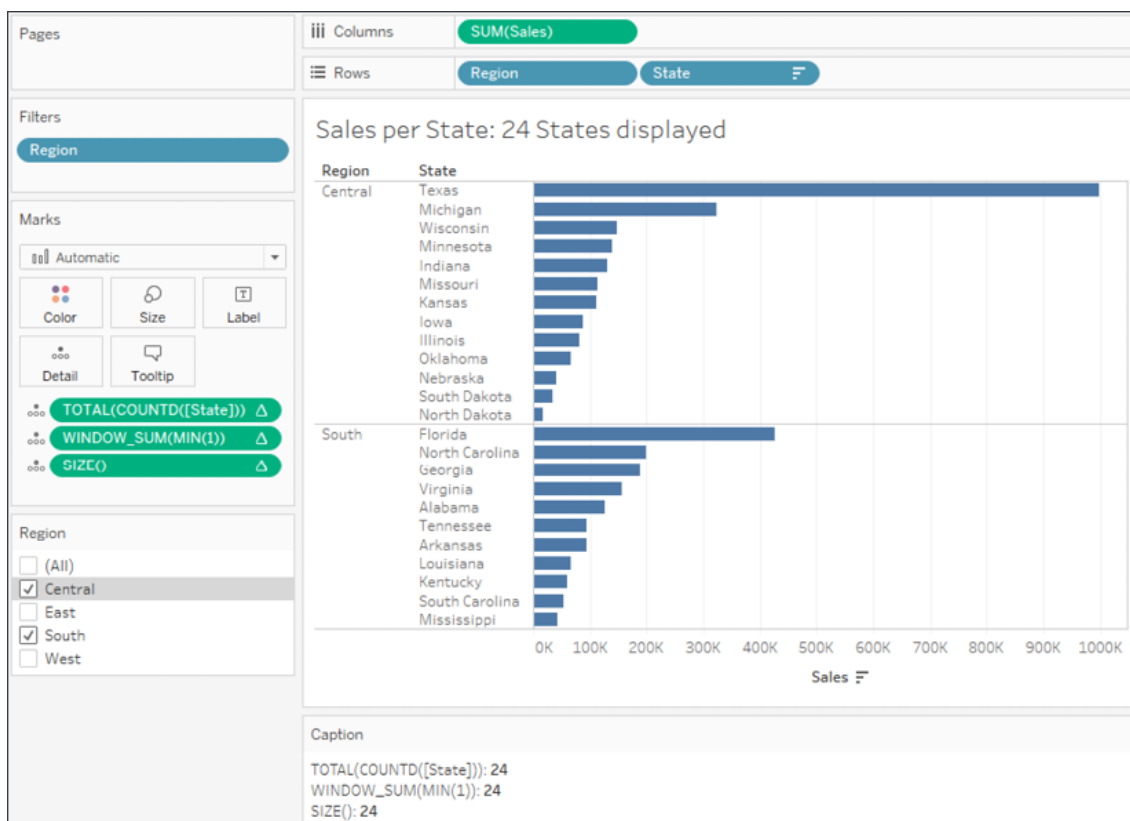 Pages
Columns
SUM(Sales)
Rows
Region
State
Filters
Region
Marks
Automatic
Color
Size
Label
Detail
Tooltip
TOTAL(COUNTD([State]))
WINDOW_SUM(MIN(1))
SIZE()
Region
(All)
Central
East
South
West
Sales per State: 24 States displayed
Region State
Central Texas
Michigan
Wisconsin
Minnesota
Indiana
Missouri
Kansas
Iowa
Illinois
Oklahoma
Nebraska
South Dakota
North Dakota
South Florida
North Carolina
Georgia
Virginia
Alabama
Tennessee
Arkansas
Louisiana
Kentucky
South Carolina
Mississippi
0K 100K 200K 300K 400K 500K 600K 700K 800K 900K 1000K
Sales
Caption
TOTAL(COUNTD([State])): 24
WINDOW_SUM(MIN(1)): 24
SIZE(): 24